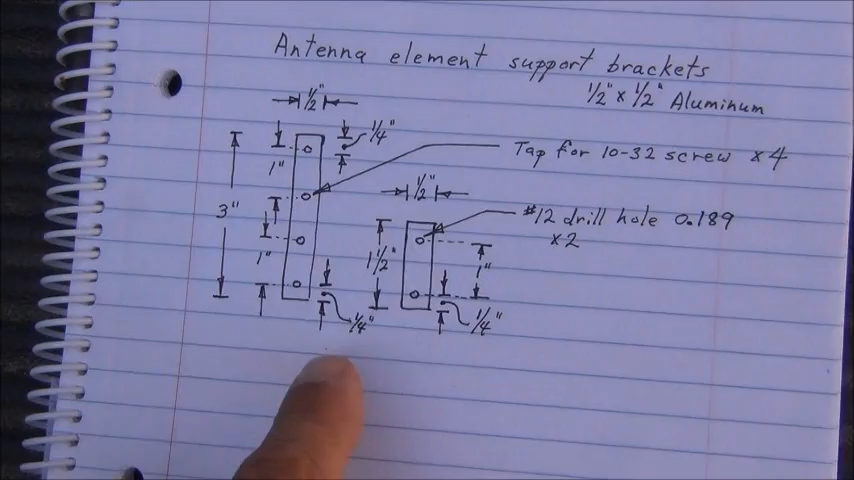 Antenna element support brackets
1/2" x 1/2" Aluminum
1/2"
1/4"
1"
Tap for 10-32 screw x4
3"
1"
1/4"
1/2"
#12 drill hole 0.189
x2
1 1/2"
1"
1/4"